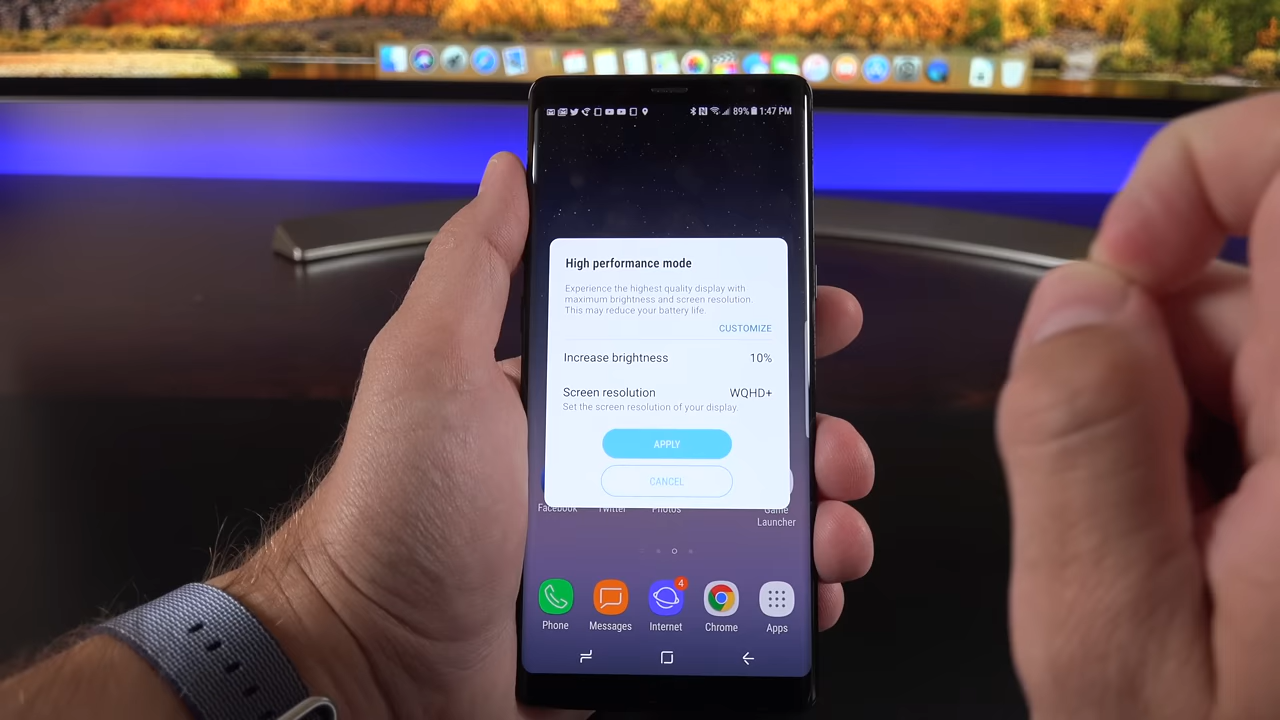 89% 1:47 PM
High performance mode
Experience the highest quality display with
maximum brightness and screen resolution.
This may reduce your battery life.
CUSTOMIZE
Increase brightness 10%
Screen resolution WQHD+
Set the screen resolution of your display.
APPLY
CANCEL
Facebook Twitter Photos Game
Launcher
4
Phone Messages Internet Chrome Apps